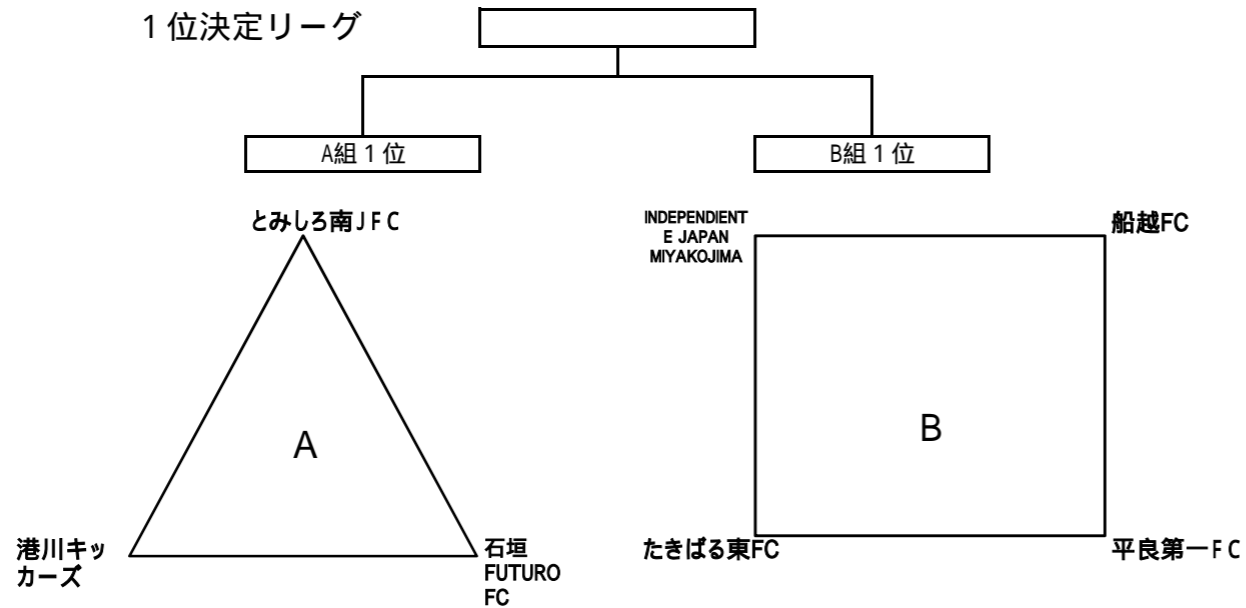 1位決定リーグ
A組1位
B組1位
とみしろ南JFC
INDEPENDIENT
E JAPAN
MIYAKOJIMA
船越FC
A
B
港川キッ
カーズ
石垣
FUTURO
FC
たきばる東FC
平良第一FC